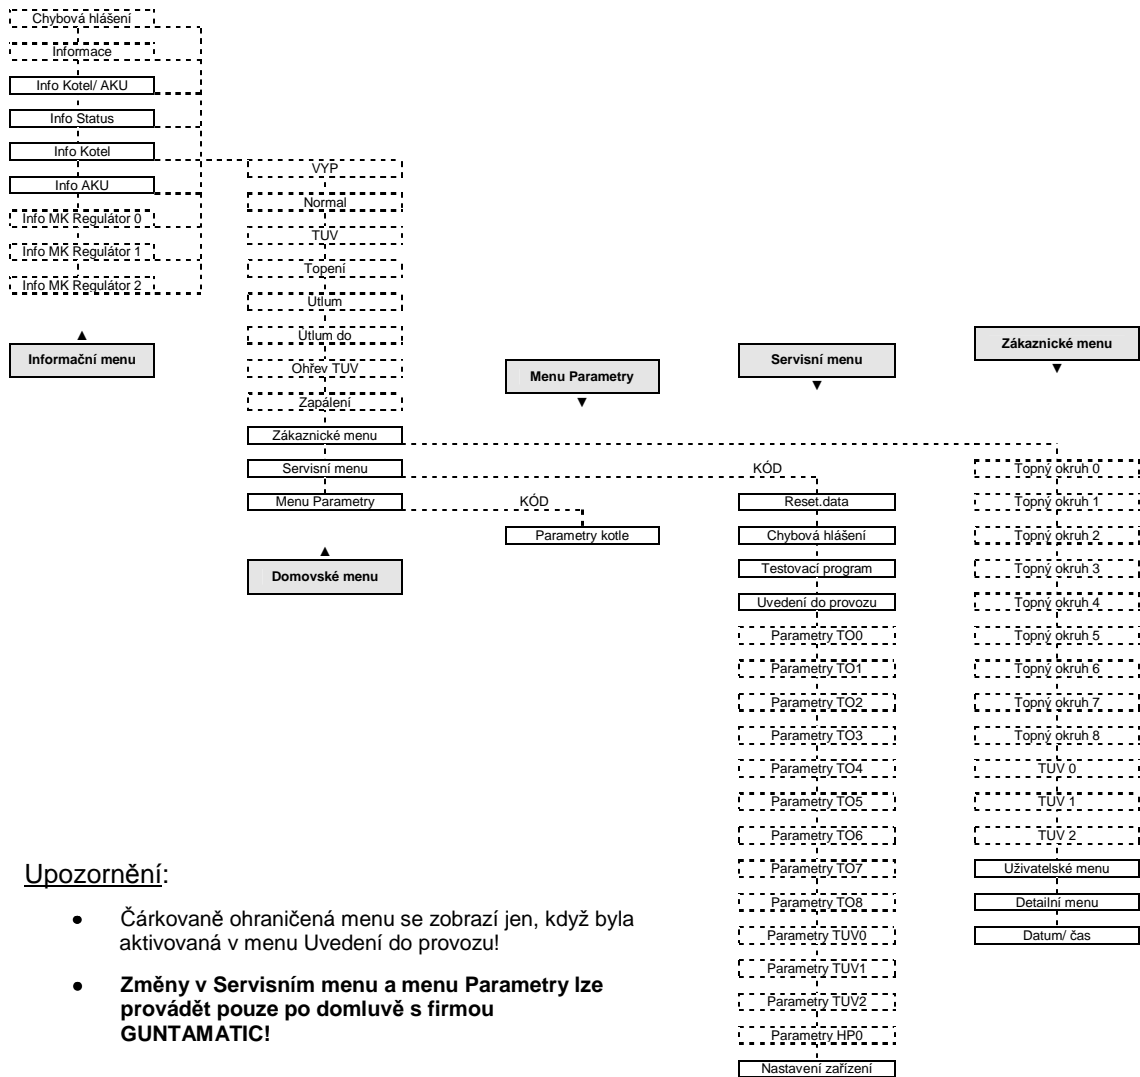 Chybová hlášení
Informace
Info Kotel/ AKU
Info Status
Info Kotel
Info AKU
Info MK Regulátor 0
Info MK Regulátor 1
Info MK Regulátor 2
▲
Informační menu
VYP
Normal
TUV
Topení
Útlum
Útlum do
Ohřev TUV
Zapálení
Zákaznické menu
Servisní menu
Menu Parametry
▲
Domovské menu
Menu Parametry
▼
KÓD
Parametry kotle
Servisní menu
▼
KÓD
Reset.data
Chybová hlášení
Testovací program
Uvedení do provozu
Parametry TO0
Parametry TO1
Parametry TO2
Parametry TO3
Parametry TO4
Parametry TO5
Parametry TO6
Parametry TO7
Parametry TO8
Parametry TUV0
Parametry TUV1
Parametry TUV2
Parametry HP0
Nastavení zařízení
Zákaznické menu
▼
Topný okruh 0
Topný okruh 1
Topný okruh 2
Topný okruh 3
Topný okruh 4
Topný okruh 5
Topný okruh 6
Topný okruh 7
Topný okruh 8
TUV 0
TUV 1
TUV 2
Uživatelské menu
Detailní menu
Datum/ čas
Upozornění:
● Čárkovaně ohraničená menu se zobrazí jen, když byla
aktivovaná v menu Uvedení do provozu!
● Změny v Servisním menu a menu Parametry lze
provádět pouze po domluvě s firmou
GUNTAMATIC!